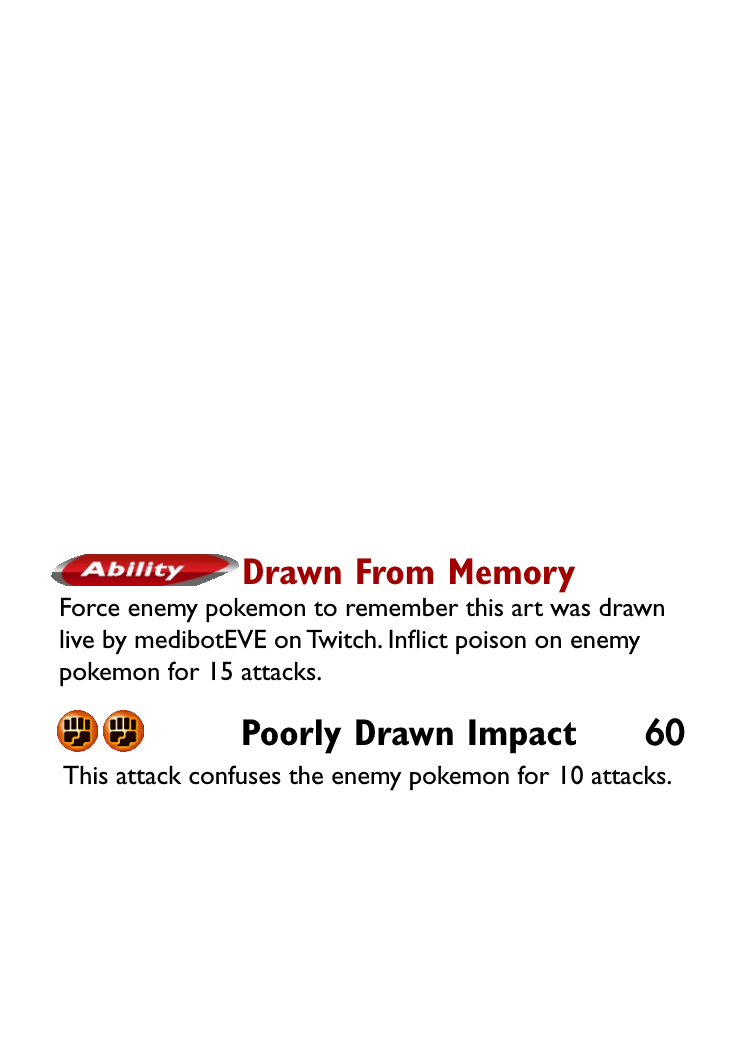 Ability Drawn From Memory
Force enemy pokemon to remember this art was drawn
live by medibotEVE on Twitch. Inflict poison on enemy
pokemon for 15 attacks.
Poorly Drawn Impact 60
This attack confuses the enemy pokemon for 10 attacks.